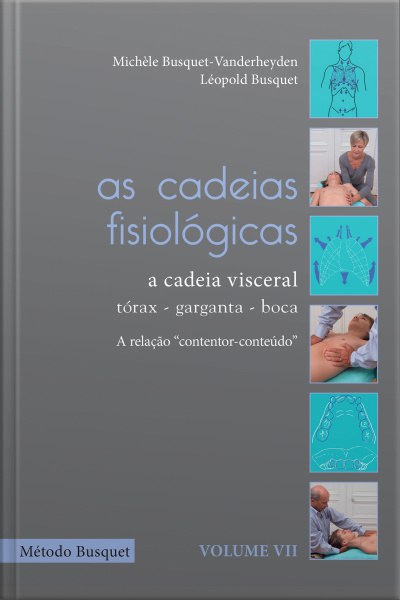 Michèle Busquet-Vanderheyden
Léopold Busquet
as cadeias
fisiológicas
a cadeia visceral
tórax - garganta - boca
A relação “contentor-conteúdo”
Método Busquet
VOLUME VII